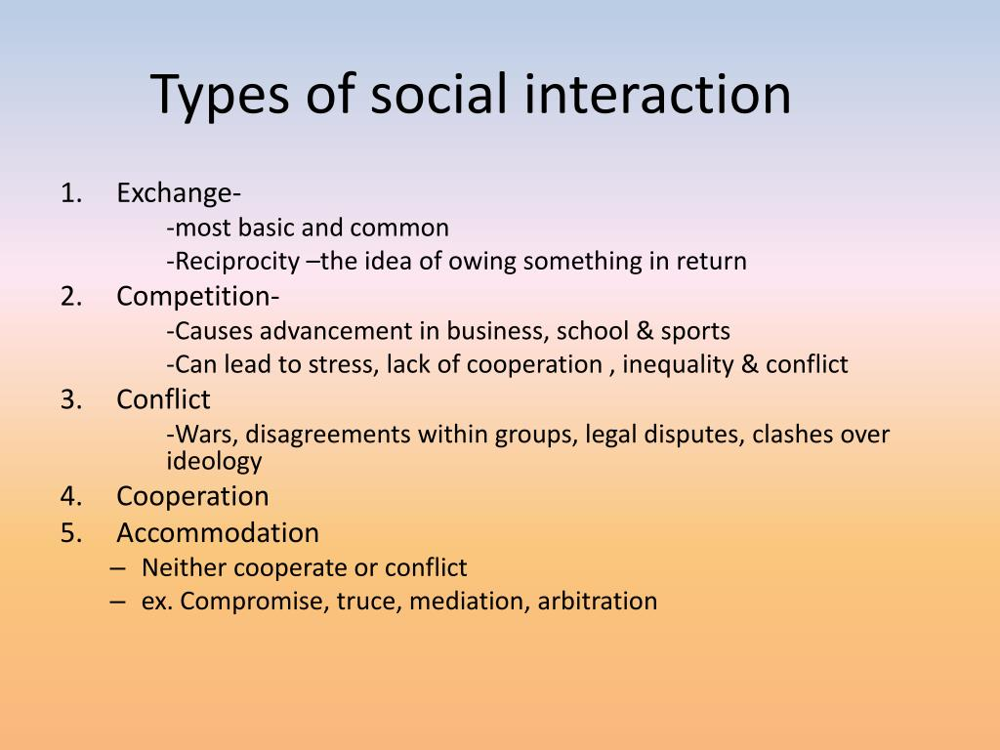 Types of social interaction
1. Exchange-
-most basic and common
-Reciprocity –the idea of owing something in return
2. Competition-
-Causes advancement in business, school & sports
-Can lead to stress, lack of cooperation , inequality & conflict
3. Conflict
-Wars, disagreements within groups, legal disputes, clashes over
ideology
4. Cooperation
5. Accommodation
– Neither cooperate or conflict
– ex. Compromise, truce, mediation, arbitration